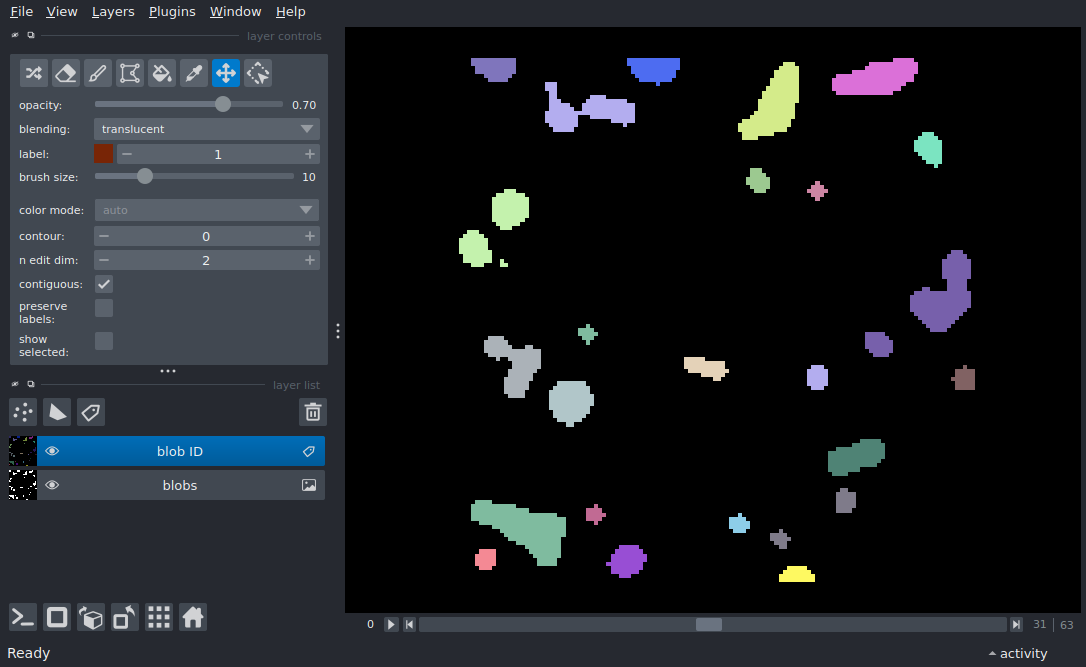 File View Layers Plugins Window Help
layer controls
opacity: 0.70
blending: translucent
label: 1
brush size: 10
color mode: auto
contour: 0
n edit dim: 2
contiguous:
preserve
labels:
show
selected:
layer list
blob ID
blobs
0 31 63
Ready activity